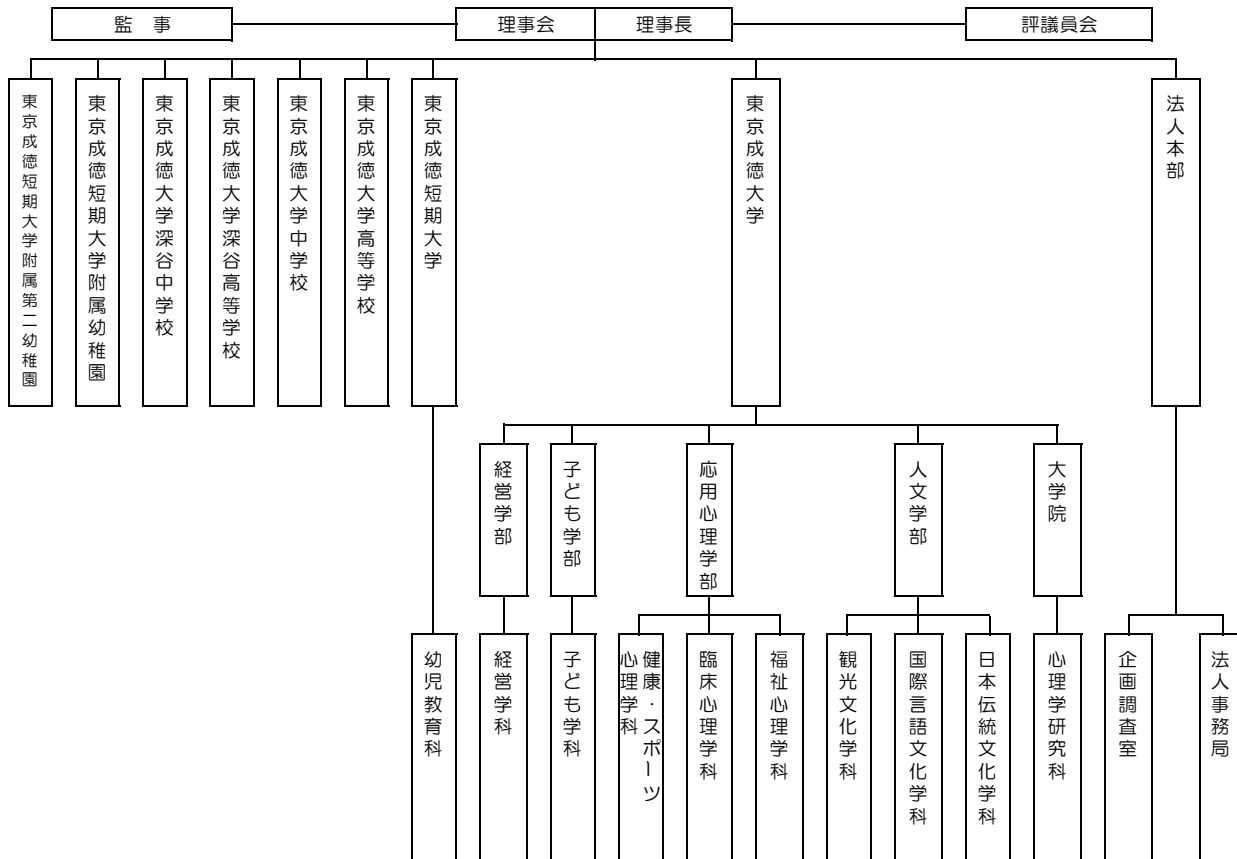 監　事
理事会
理事長
評議員会
法人本部
東京成徳大学
東京成徳短期大学
東京成徳大学高等学校
東京成徳大学中学校
東京成徳大学深谷高等学校
東京成徳大学深谷中学校
東京成徳短期大学附属幼稚園
東京成徳短期大学附属第二幼稚園
大学院
人文学部
応用心理学部
子ども学部
経営学部
法人事務局
企画調査室
心理学研究科
日本伝統文化学科
国際言語文化学科
観光文化学科
福祉心理学科
臨床心理学科
健康・スポーツ
心理学科
子ども学科
経営学科
幼児教育科